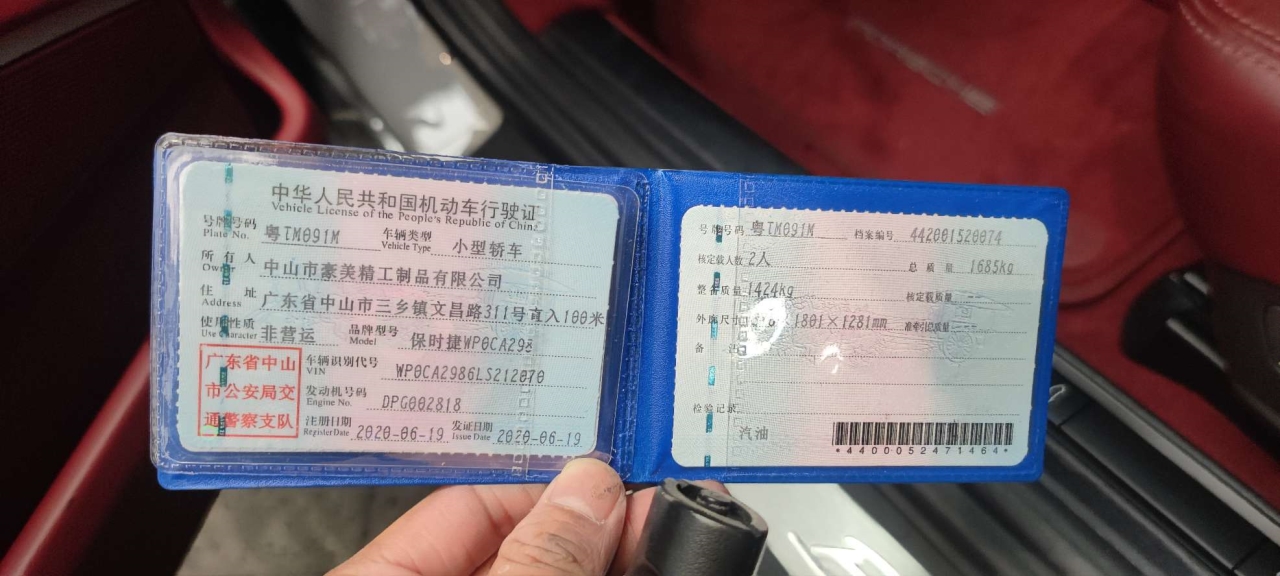 中华人民共和国机动车行驶证
Vehicle License of the People's Republic of China
号牌号码 粤TM091M 车辆类型 小型轿车
Plate No. Vehicle Type
所有人 中山市豪美精工制品有限公司
Owner
住址 广东省中山市三乡镇文昌路311号直入100米
Address
使用性质 非营运 品牌型号 保时捷WP0CA298
Use Character Model
广东省中山
市公安局交
通警察支队
车辆识别代号 WP0CA2986LS212070
VIN
发动机号码 DPG002818
Engine No.
注册日期 2020-06-19 发证日期 2020-06-19
Register Date Issue Date
号牌号码 粤TM091M 档案编号 442001520074
核定载人数 2人 总质量 1685kg
整备质量 1424kg 核定载质量 --
外廓尺寸 1801×1281mm 准牵引总质量 --
备注
检验记录
汽油
*4400052471464*
PORSCHE